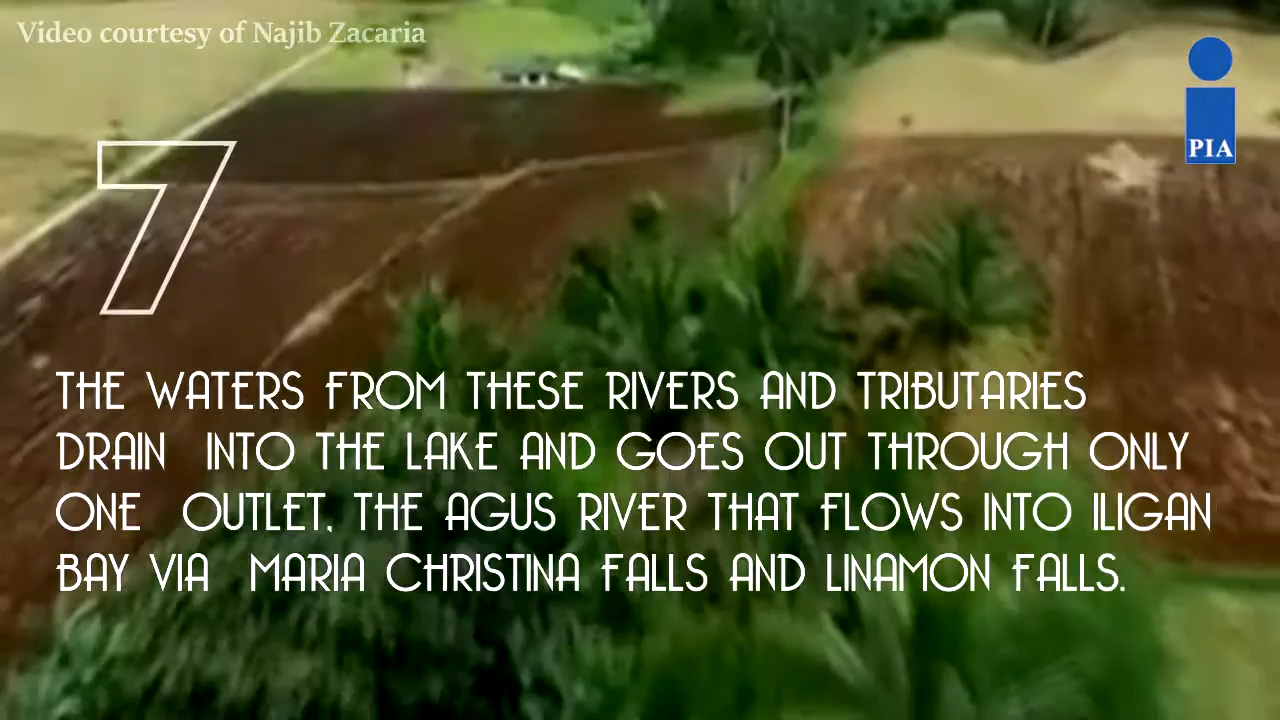 Video courtesy of Najib Zacaria
PIA
7
THE WATERS FROM THESE RIVERS AND TRIBUTARIES
DRAIN INTO THE LAKE AND GOES OUT THROUGH ONLY
ONE OUTLET, THE AGUS RIVER THAT FLOWS INTO ILIGAN
BAY VIA MARIA CHRISTINA FALLS AND LINAMON FALLS.